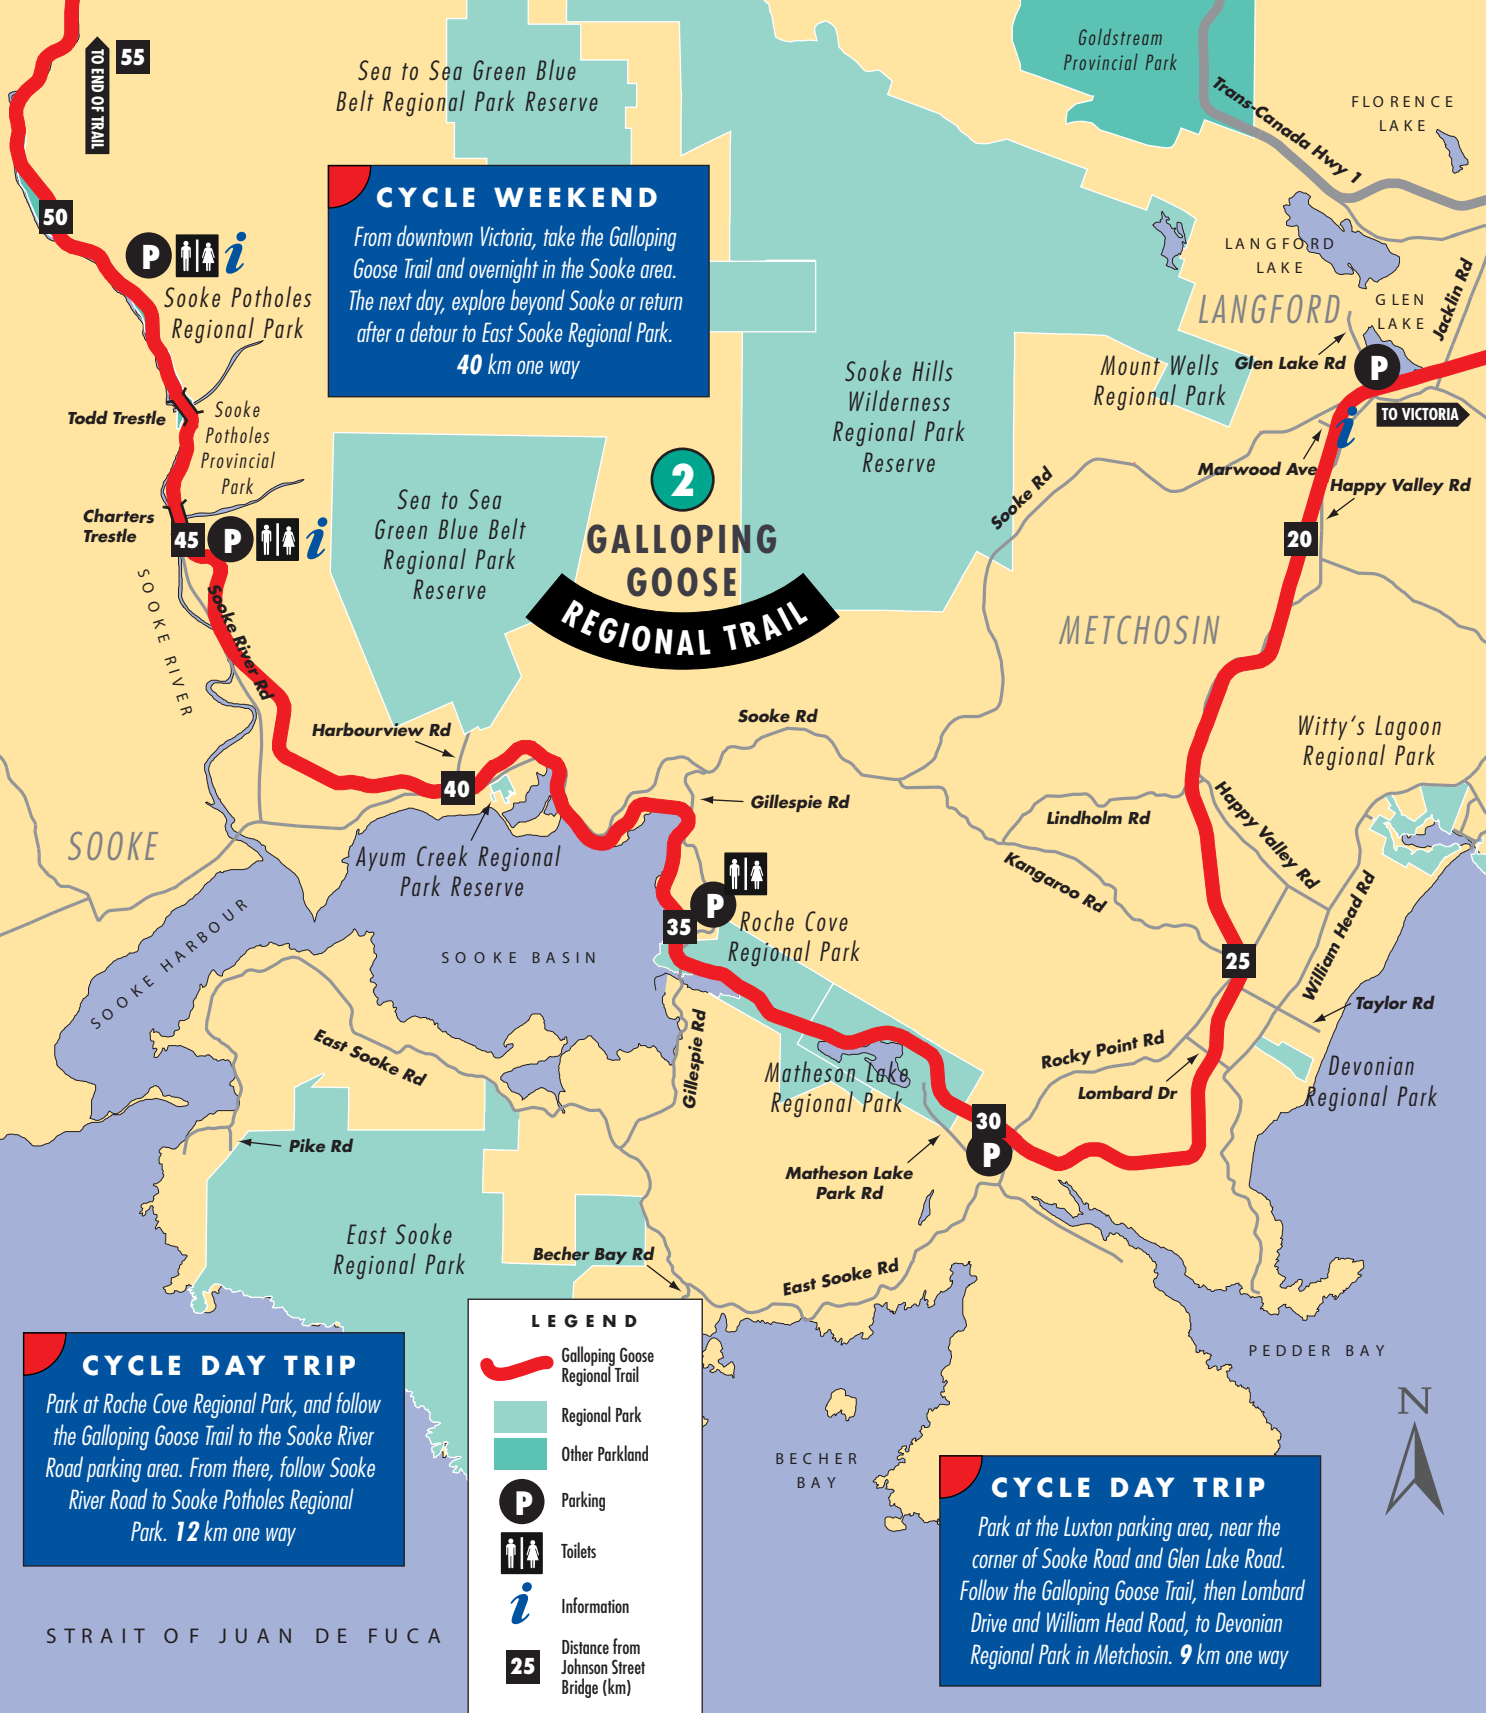 TO END OF TRAIL
55
Sea to Sea Green Blue
Belt Regional Park Reserve
Goldstream
Provincial Park
Trans-Canada Hwy 1
FLORENCE
LAKE
50
P
i
Sooke Potholes
Regional Park
CYCLE WEEKEND
From downtown Victoria, take the Galloping
Goose Trail and overnight in the Sooke area.
The next day, explore beyond Sooke or return
after a detour to East Sooke Regional Park.
40 km one way
LANGFORD
LAKE
LANGFORD
GLEN
LAKE
Jacklin Rd
Glen Lake Rd
P
TO VICTORIA
i
Mount Wells
Regional Park
Sooke Hills
Wilderness
Regional Park
Reserve
Marwood Ave
Happy Valley Rd
20
Todd Trestle
Sooke
Potholes
Provincial
Park
Charters
Trestle
45
P
i
SOOKE RIVER
Sooke River Rd
Sea to Sea
Green Blue Belt
Regional Park
Reserve
2
GALLOPING
GOOSE
REGIONAL TRAIL
Sooke Rd
METCHOSIN
Witty's Lagoon
Regional Park
Harbourview Rd
40
Sooke Rd
Gillespie Rd
Lindholm Rd
Happy Valley Rd
Kangaroo Rd
William Head Rd
SOOKE
Ayum Creek Regional
Park Reserve
P
35
Roche Cove
Regional Park
SOOKE HARBOUR
SOOKE BASIN
25
Taylor Rd
East Sooke Rd
Gillespie Rd
Matheson Lake
Regional Park
Rocky Point Rd
Lombard Dr
Devonian
Regional Park
30
P
Pike Rd
Matheson Lake
Park Rd
East Sooke
Regional Park
Becher Bay Rd
East Sooke Rd
PEDDER BAY
BECHER
BAY
N
CYCLE DAY TRIP
Park at Roche Cove Regional Park, and follow
the Galloping Goose Trail to the Sooke River
Road parking area. From there, follow Sooke
River Road to Sooke Potholes Regional
Park. 12 km one way
STRAIT OF JUAN DE FUCA
LEGEND
Galloping Goose
Regional Trail
Regional Park
Other Parkland
P
Parking
Toilets
i
Information
25
Distance from
Johnson Street
Bridge (km)
CYCLE DAY TRIP
Park at the Luxton parking area, near the
corner of Sooke Road and Glen Lake Road.
Follow the Galloping Goose Trail, then Lombard
Drive and William Head Road, to Devonian
Regional Park in Metchosin. 9 km one way